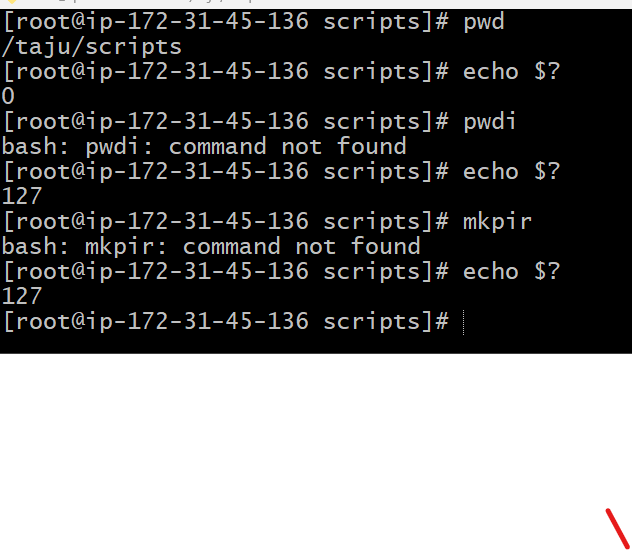 [root@ip-172-31-45-136 scripts]# pwd
/taju/scripts
[root@ip-172-31-45-136 scripts]# echo $?
0
[root@ip-172-31-45-136 scripts]# pwdi
bash: pwdi: command not found
[root@ip-172-31-45-136 scripts]# echo $?
127
[root@ip-172-31-45-136 scripts]# mkpir
bash: mkpir: command not found
[root@ip-172-31-45-136 scripts]# echo $?
127
[root@ip-172-31-45-136 scripts]#